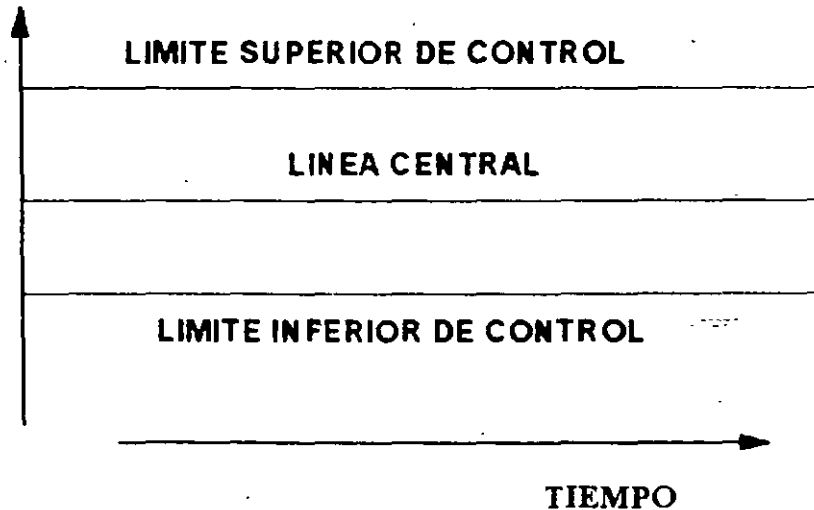 LIMITE SUPERIOR DE CONTROL
LINEA CENTRAL
LIMITE INFERIOR DE CONTROL
TIEMPO